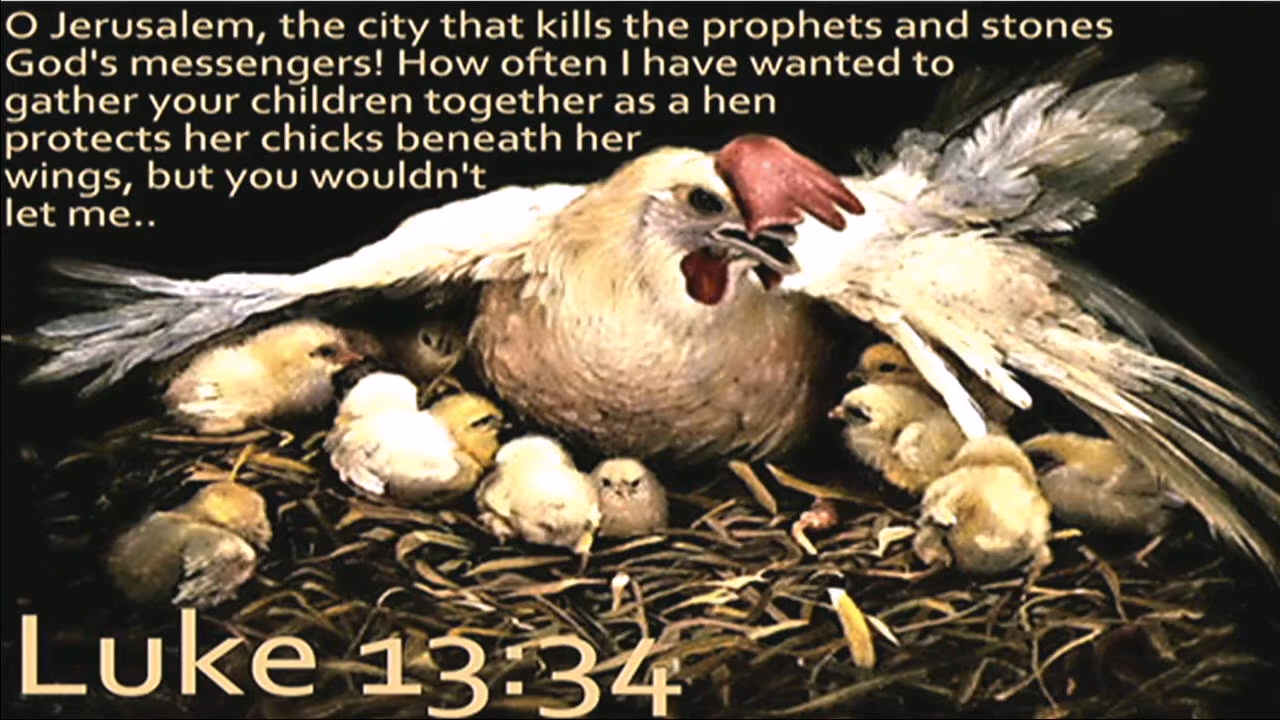 O Jerusalem, the city that kills the prophets and stones
God's messengers! How often I have wanted to
gather your children together as a hen
protects her chicks beneath her
wings, but you wouldn't
let me..
Luke 13:34